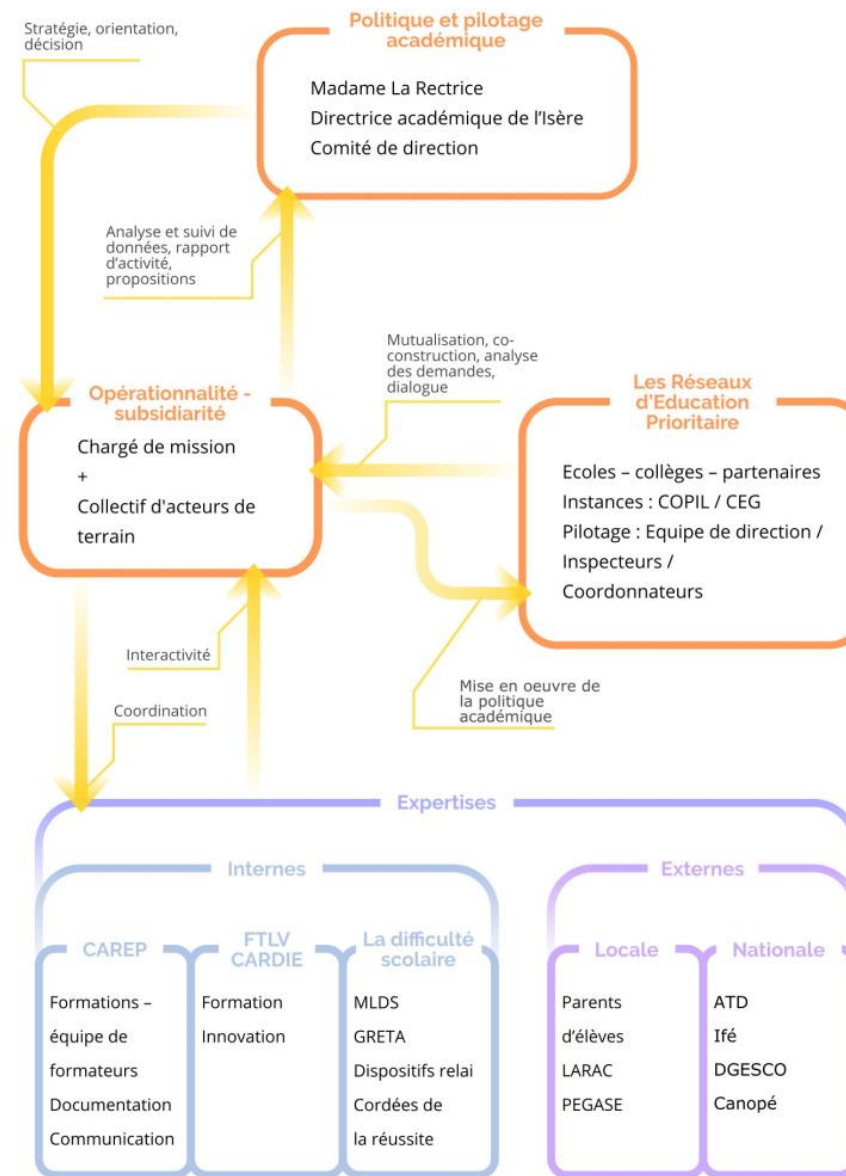 Stratégie, orientation,
décision
Politique et pilotage
académique
Madame La Rectrice
Directrice académique de l'Isère
Comité de direction
Analyse et suivi de
données, rapport
d'activité,
propositions
Mutualisation, co-
construction, analyse
des demandes,
dialogue
Opérationnalité -
subsidiarité
Chargé de mission
+
Collectif d'acteurs de
terrain
Les Réseaux
d'Education
Prioritaire
Ecoles – collèges – partenaires
Instances : COPIL / CEG
Pilotage : Equipe de direction /
Inspecteurs /
Coordonnateurs
Interactivité
Coordination
Mise en oeuvre de
la politique
académique
Expertises
Internes
CAREP
Formations –
équipe de
formateurs
Documentation
Communication
FTLV
CARDIE
Formation
Innovation
La difficulté
scolaire
MLDS
GRETA
Dispositifs relai
Cordées de
la réussite
Externes
Locale
Parents
d'élèves
LARAC
PEGASE
Nationale
ATD
Ifé
DGESCO
Canopé